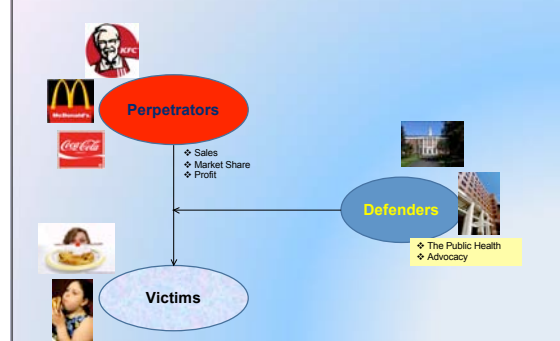 KFC
McDonald's.
Coca-Cola
Perpetrators
❖ Sales
❖ Market Share
❖ Profit
Defenders
❖ The Public Health
❖ Advocacy
Victims